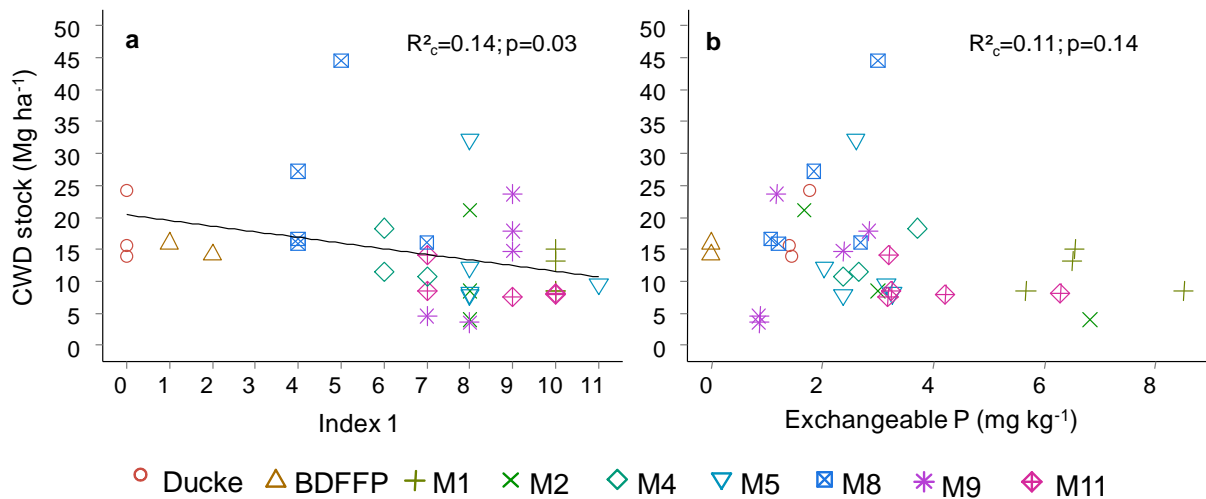 a
R²c=0.14; p=0.03
b
R²c=0.11; p=0.14
CWD stock (Mg ha-1)
50
45
40
35
30
25
20
15
10
5
0
50
45
40
35
30
25
20
15
10
5
0
0 1 2 3 4 5 6 7 8 9 10 11
0 2 4 6 8
Index 1
Exchangeable P (mg kg-1)
Ducke BDFFP M1 M2 M4 M5 M8 M9 M11